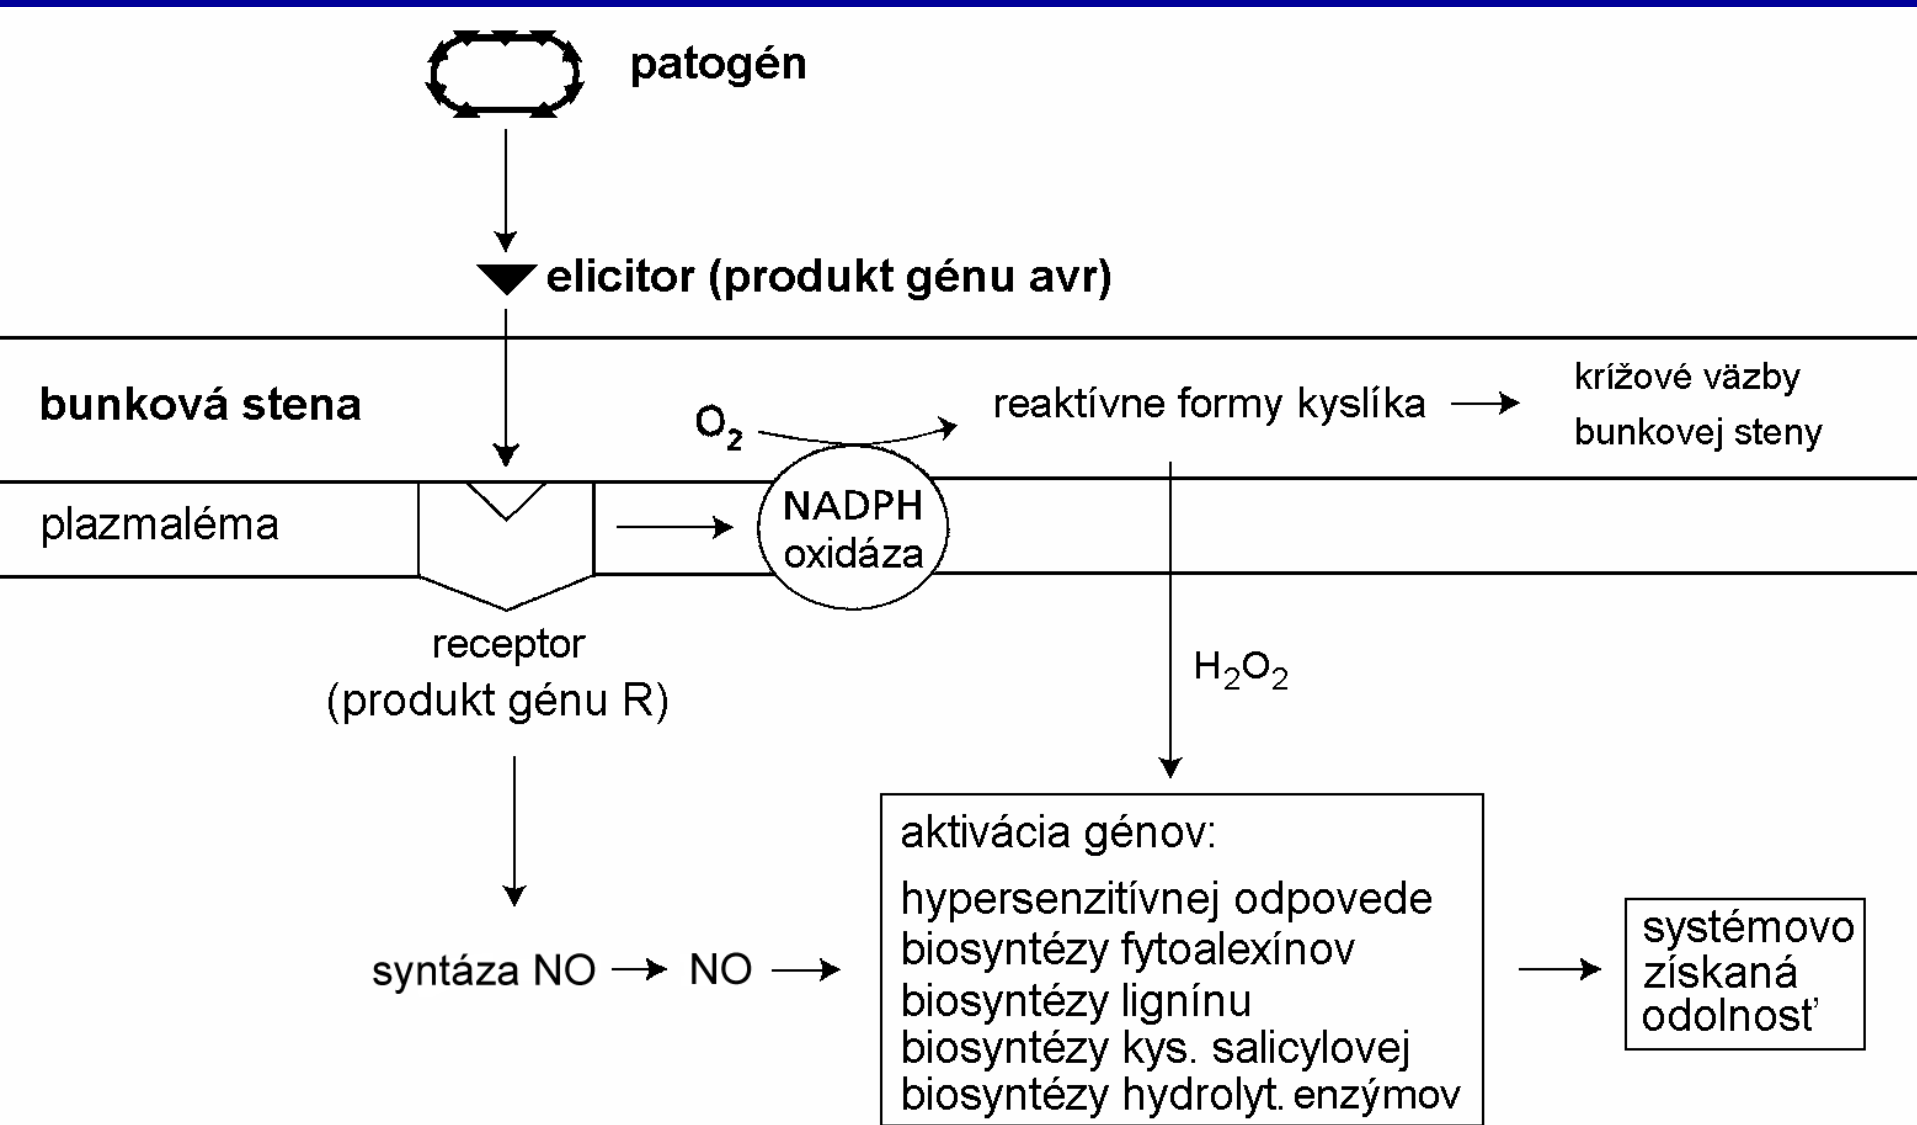 patogén
elicitor (produkt génu avr)
bunková stena
O₂
reaktívne formy kyslíka
krížové väzby
bunkovej steny
plazmaléma
NADPH
oxidáza
receptor
(produkt génu R)
H₂O₂
syntáza NO
NO
aktivácia génov:
hypersenzitívnej odpovede
biosyntézy fytoalexínov
biosyntézy lignínu
biosyntézy kys. salicylovej
biosyntézy hydrolyt. enzýmov
systémovo
získaná
odolnosť